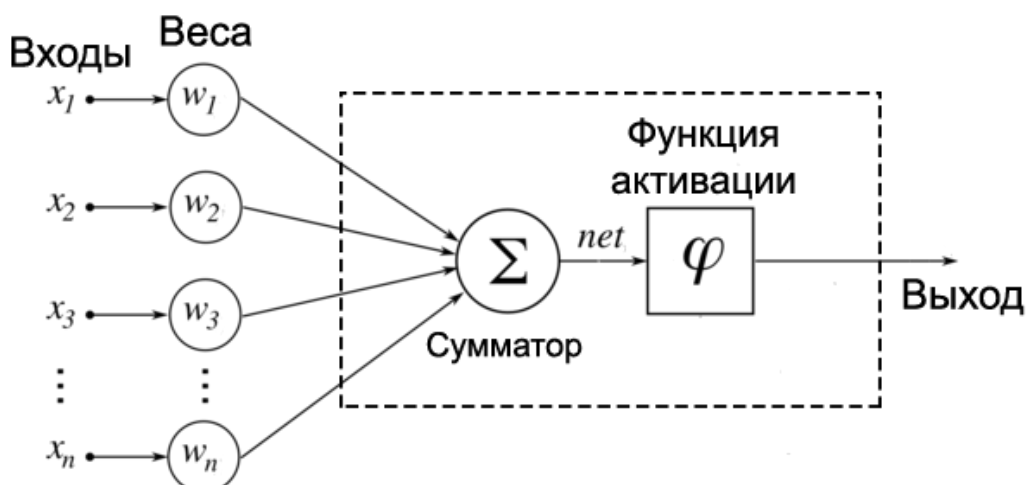 Входы
Веса
x1
w1
x2
w2
x3
w3
xn
wn
Σ
Сумматор
net
Функция
активации
φ
Выход